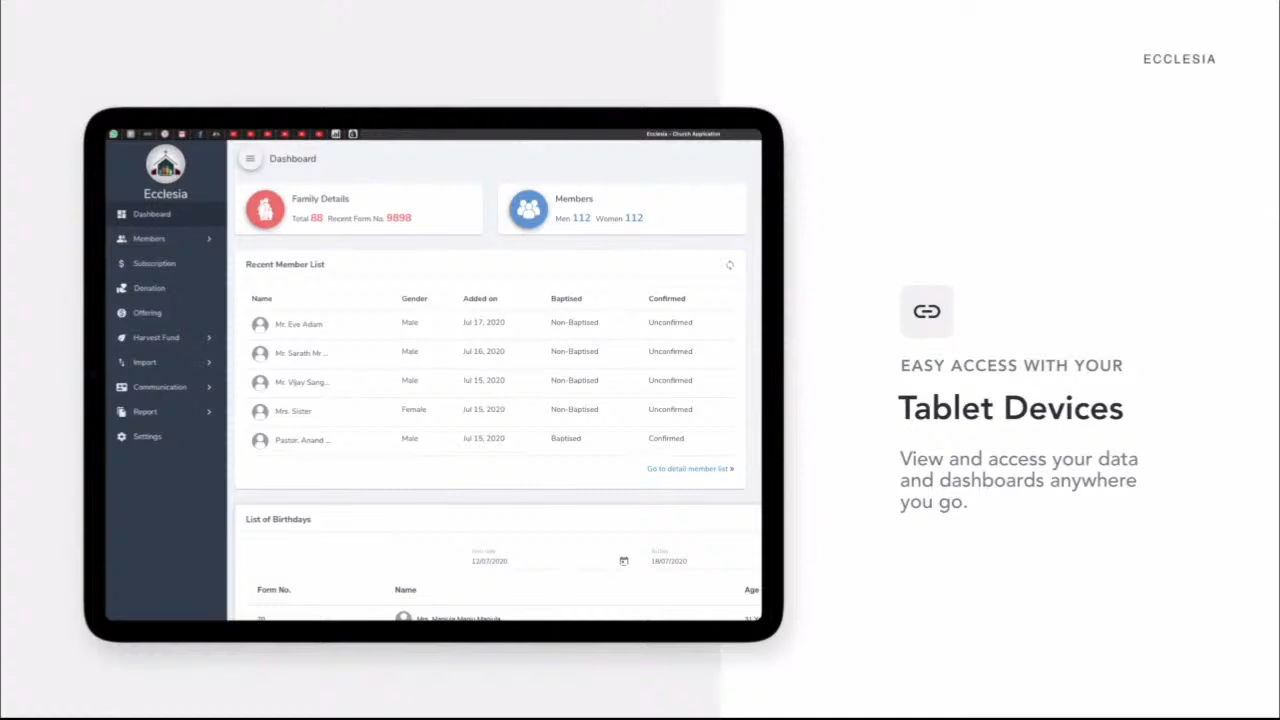 ECCLESIA
Ecclesia - Church Application
Ecclesia
Dashboard
Members
Subscription
Donation
Offering
Harvest Fund
Import
Communication
Report
Settings
Dashboard
Family Details
Total 88 Recent Form No. 9898
Members
Men 112 Women 112
Recent Member List
Name Gender Added on Baptised Confirmed
Mr. Eve Adam Male Jul 17, 2020 Non-Baptised Unconfirmed
Mr. Sarath Mr ... Male Jul 16, 2020 Non-Baptised Unconfirmed
Mr. Vijay Sang... Male Jul 15, 2020 Non-Baptised Unconfirmed
Mrs. Sister Female Jul 15, 2020 Non-Baptised Unconfirmed
Pastor. Anand ... Male Jul 15, 2020 Baptised Confirmed
Go to detail member list »
List of Birthdays
12/07/2020 18/07/2020
Form No. Name Age
EASY ACCESS WITH YOUR
Tablet Devices
View and access your data
and dashboards anywhere
you go.